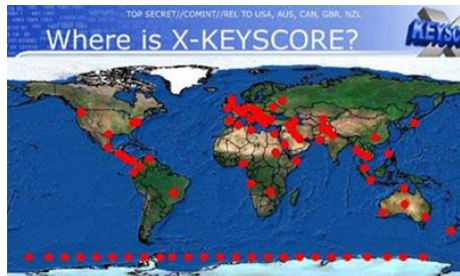 TOP SECRET//COMINT//REL TO USA, AUS, CAN, GBR, NZL
Where is X-KEYSCORE?